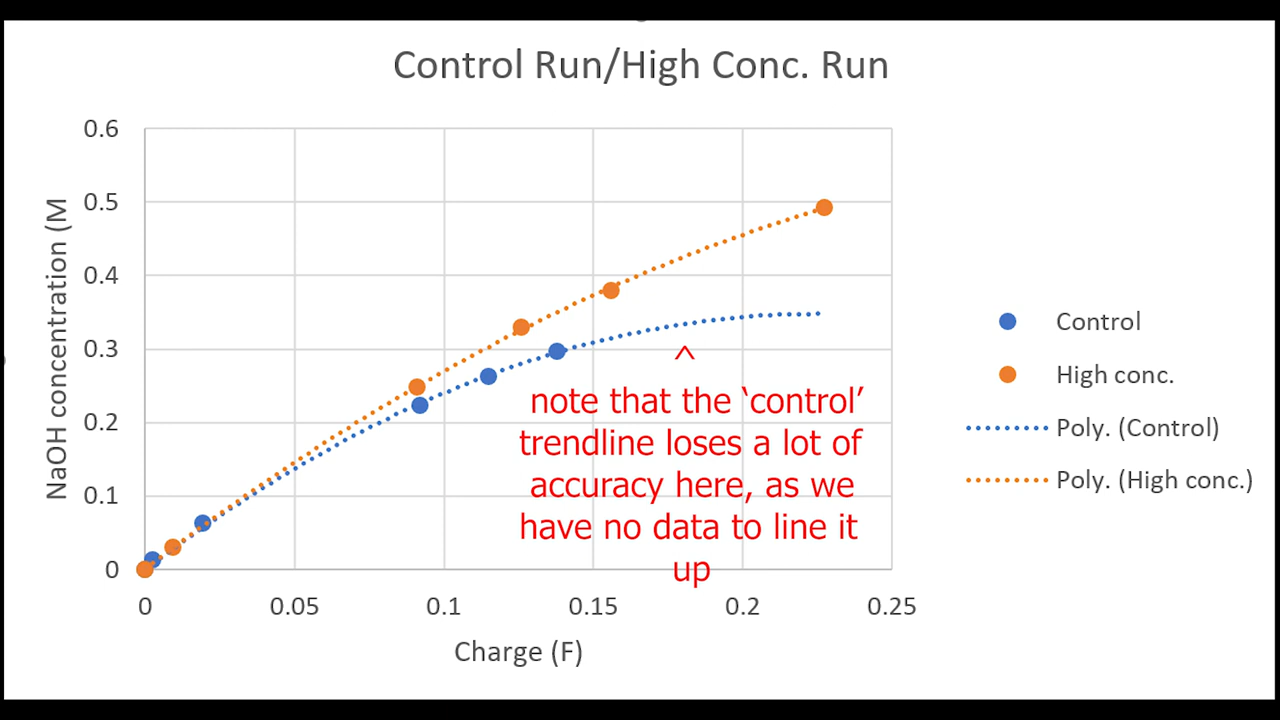 Control Run/High Conc. Run
0.6
0.5
0.4
0.3
0.2
0.1
0
NaOH concentration (M
0
0.05
0.1
0.15
0.2
0.25
Charge (F)
^
note that the ‘control’
trendline loses a lot of
accuracy here, as we
have no data to line it
up
Control
High conc.
Poly. (Control)
Poly. (High conc.)